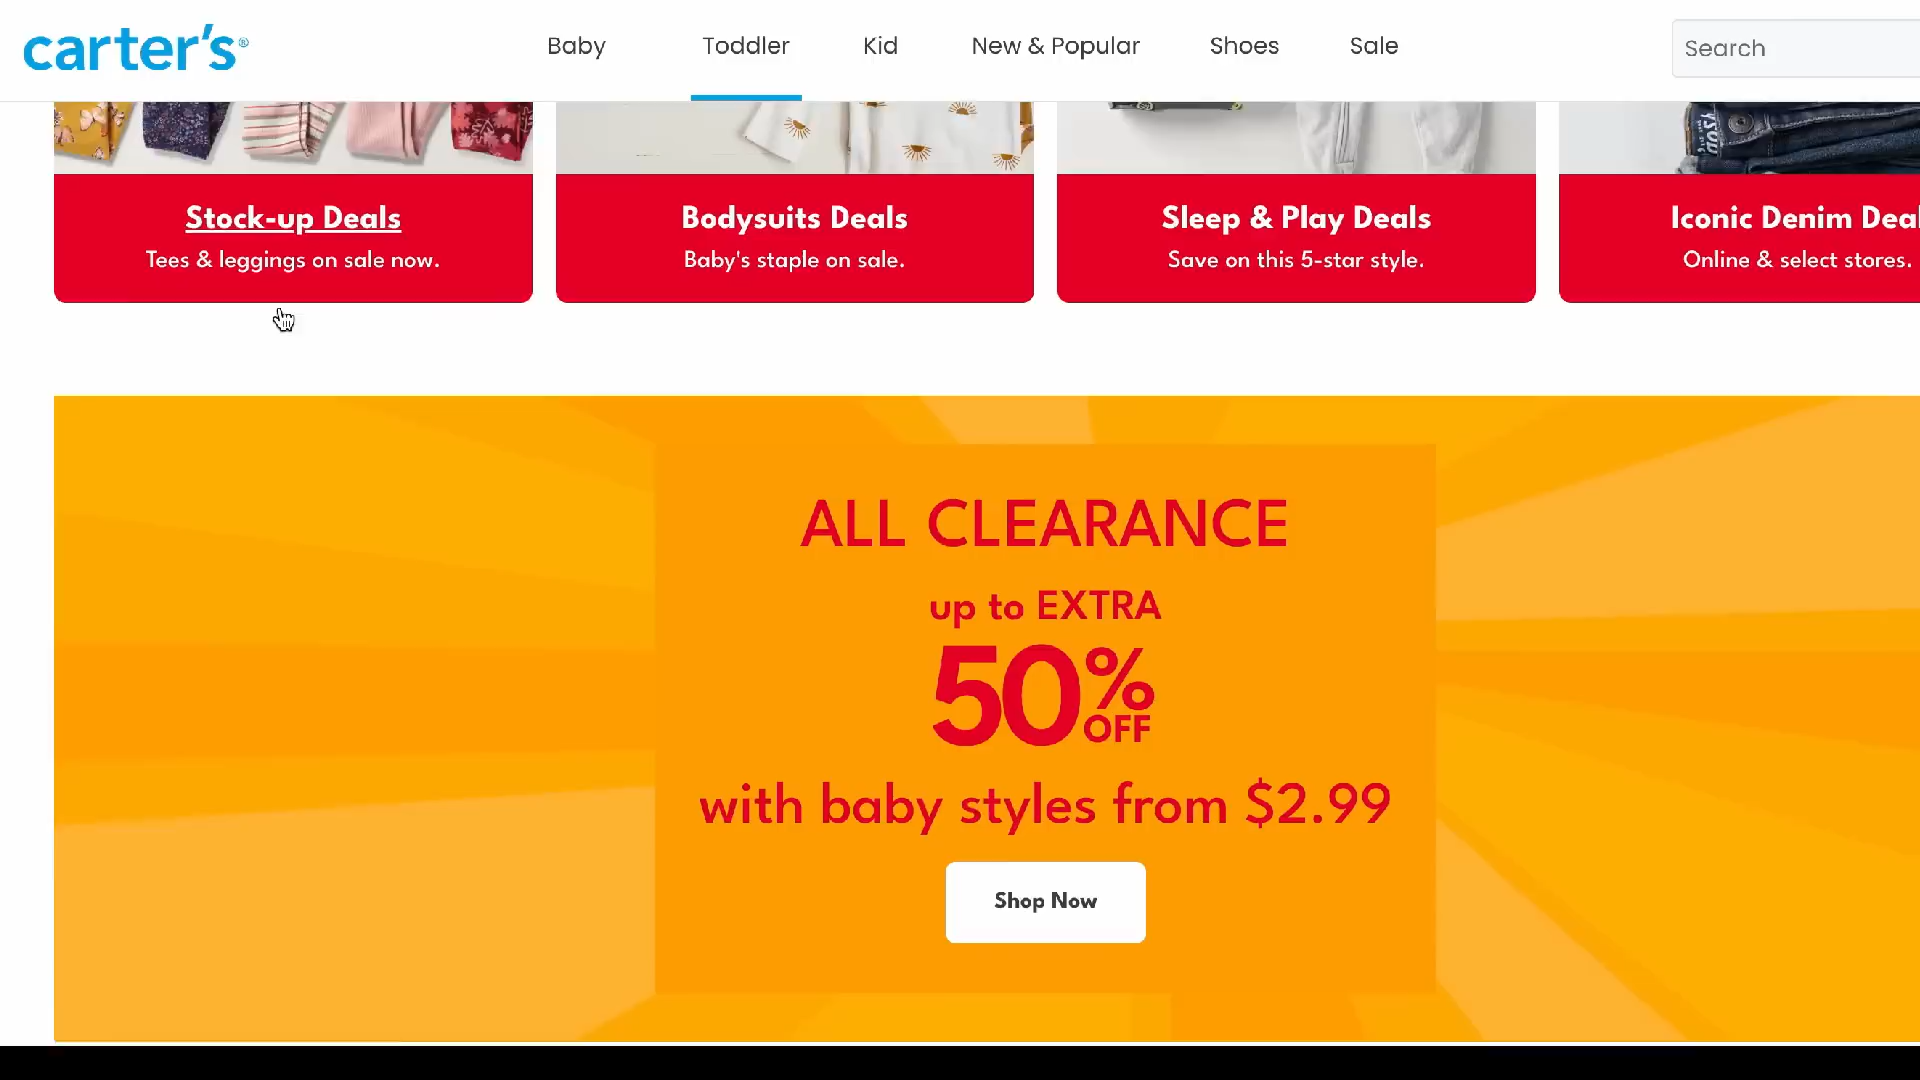 carter's®
Baby
Toddler
Kid
New & Popular
Shoes
Sale
Search
Stock-up Deals
Tees & leggings on sale now.
Bodysuits Deals
Baby's staple on sale.
Sleep & Play Deals
Save on this 5-star style.
Iconic Denim Deal
Online & select stores.
ALL CLEARANCE
up to EXTRA
50% OFF
with baby styles from $2.99
Shop Now